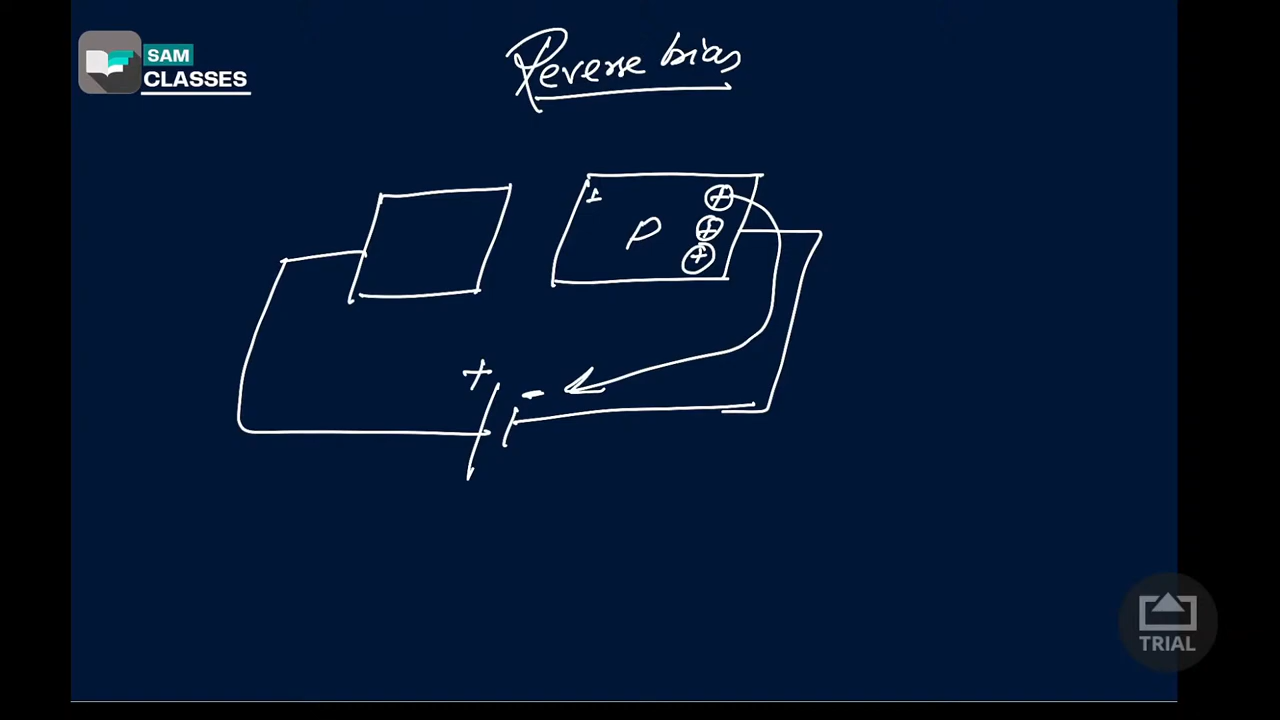 SAM
CLASSES
Reverse bias
P
+
+
+
+
-
TRIAL